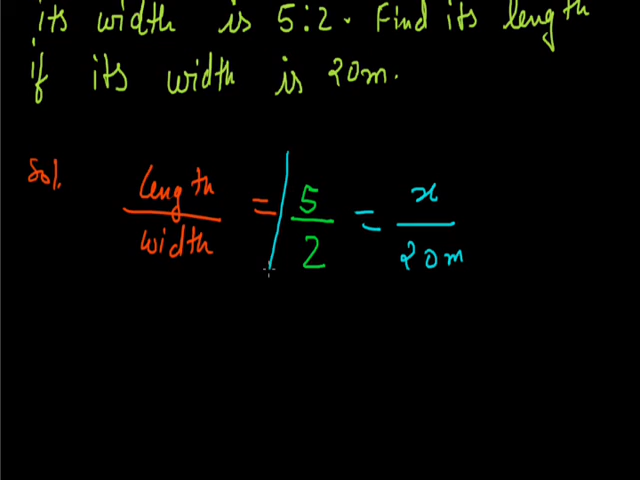 its width is 5:2. Find its length
if its width is 20m.
Sol. length/width = 5/2 = x/20m